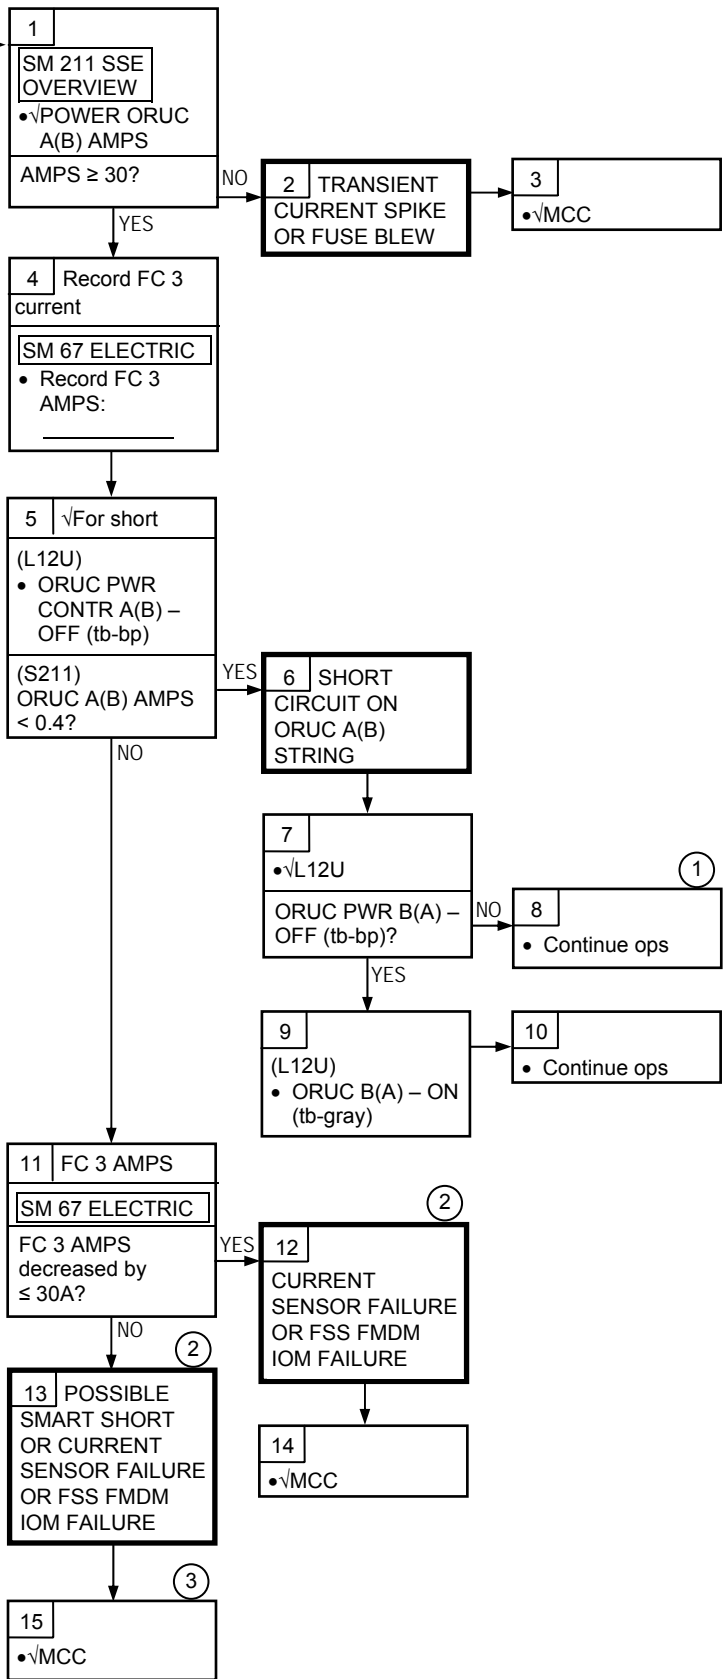 1
SM 211 SSE
OVERVIEW
•√POWER ORUC
A(B) AMPS
AMPS ≥ 30?
NO
YES
2 TRANSIENT
CURRENT SPIKE
OR FUSE BLEW
3
•√MCC
4 Record FC 3
current
SM 67 ELECTRIC
• Record FC 3
AMPS:
5 √For short
(L12U)
• ORUC PWR
CONTR A(B) –
OFF (tb-bp)
(S211)
ORUC A(B) AMPS
< 0.4?
YES
NO
6 SHORT
CIRCUIT ON
ORUC A(B)
STRING
7
•√L12U
ORUC PWR B(A) –
OFF (tb-bp)?
NO
YES
1
8
• Continue ops
9
(L12U)
• ORUC B(A) – ON
(tb-gray)
10
• Continue ops
11 FC 3 AMPS
SM 67 ELECTRIC
FC 3 AMPS
decreased by
≤ 30A?
YES
NO
2
12
CURRENT
SENSOR FAILURE
OR FSS FMDM
IOM FAILURE
2
13 POSSIBLE
SMART SHORT
OR CURRENT
SENSOR FAILURE
OR FSS FMDM
IOM FAILURE
14
•√MCC
3
15
•√MCC